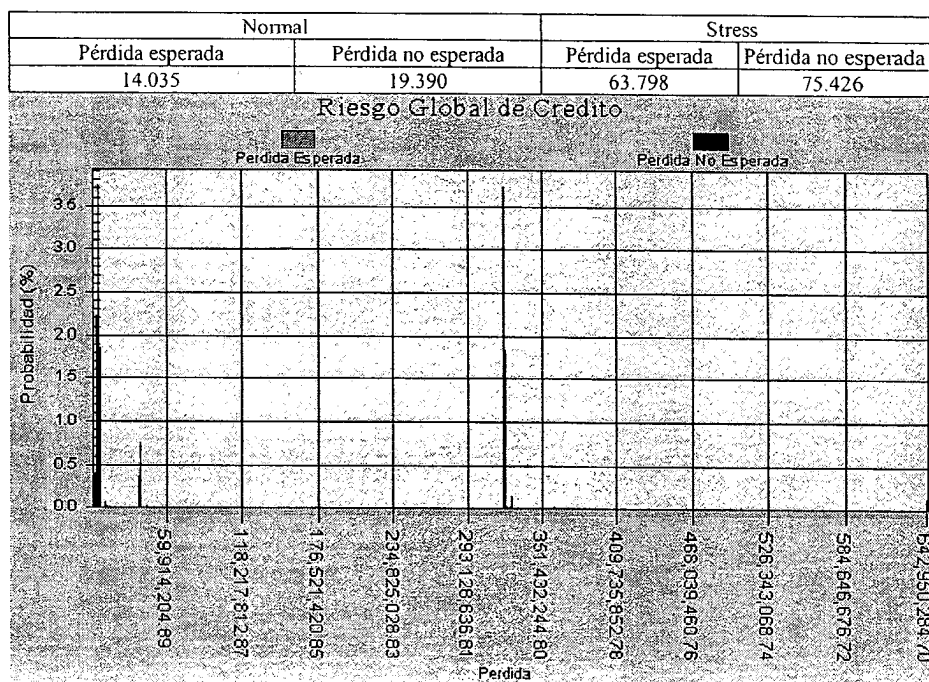 Normal Stress
Pérdida esperada Pérdida no esperada Pérdida esperada Pérdida no esperada
14.035 19.390 63.798 75.426
Riesgo Global de Credito
Perdida Esperada Perdida No Esperada
Probabilidad (%)
3.5
3.0
2.5
2.0
1.5
1.0
0.5
0.0
59,914,204.89
118,217,812.87
176,521,420.85
234,825,028.83
293,128,636.81
351,432,244.80
409,735,852.78
468,039,460.76
526,343,068.74
584,646,676.72
642,950,284.70
Perdida